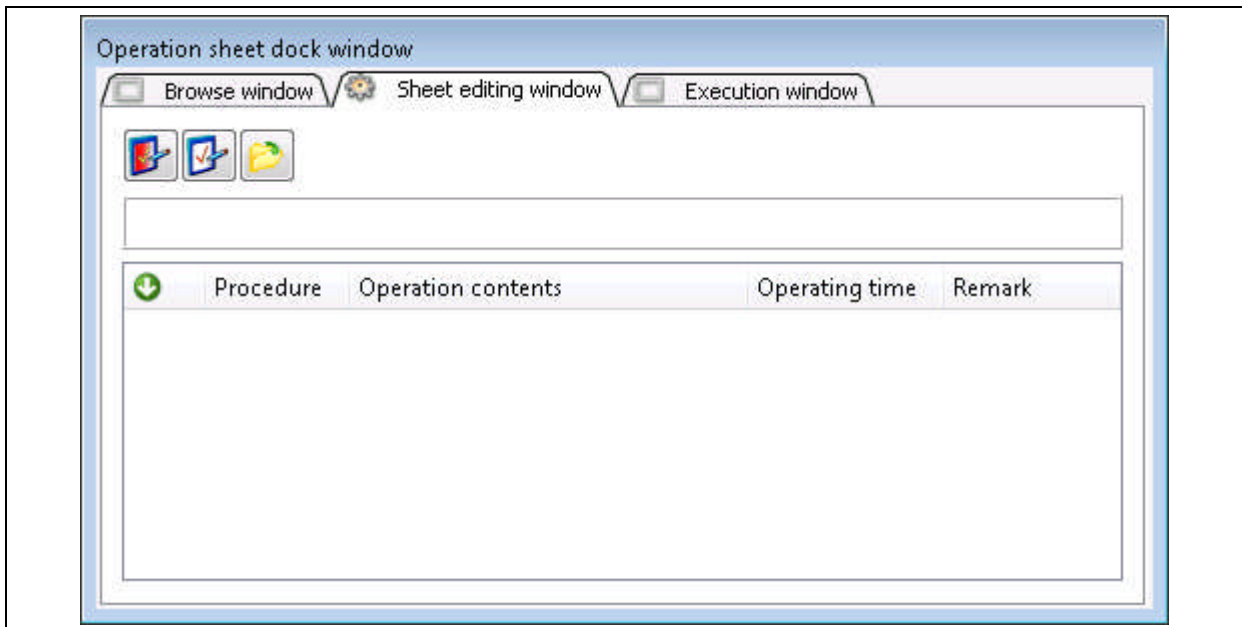 Operation sheet dock window
Browse window Sheet editing window Execution window
Procedure Operation contents Operating time Remark